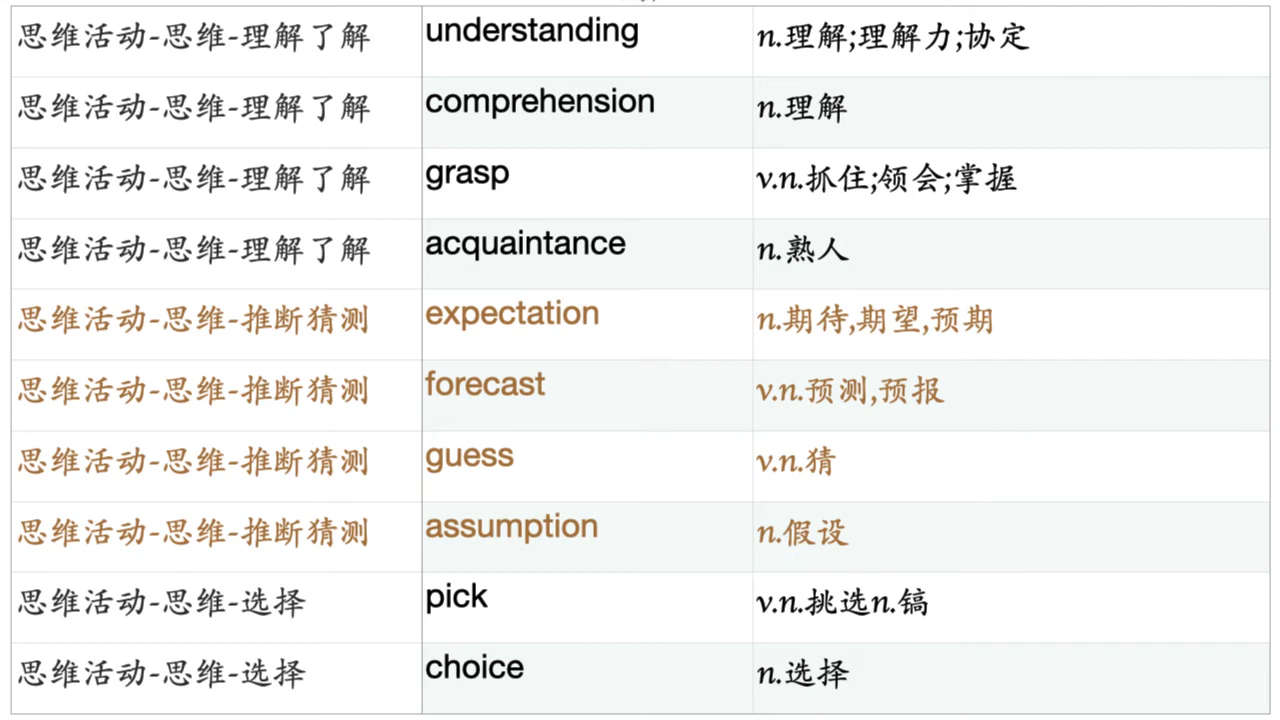 思维活动-思维-理解了解 understanding n.理解;理解力;协定
思维活动-思维-理解了解 comprehension n.理解
思维活动-思维-理解了解 grasp v.n.抓住;领会;掌握
思维活动-思维-理解了解 acquaintance n.熟人
思维活动-思维-推断猜测 expectation n.期待,期望,预期
思维活动-思维-推断猜测 forecast v.n.预测,预报
思维活动-思维-推断猜测 guess v.n.猜
思维活动-思维-推断猜测 assumption n.假设
思维活动-思维-选择 pick v.n.挑选n.镐
思维活动-思维-选择 choice n.选择